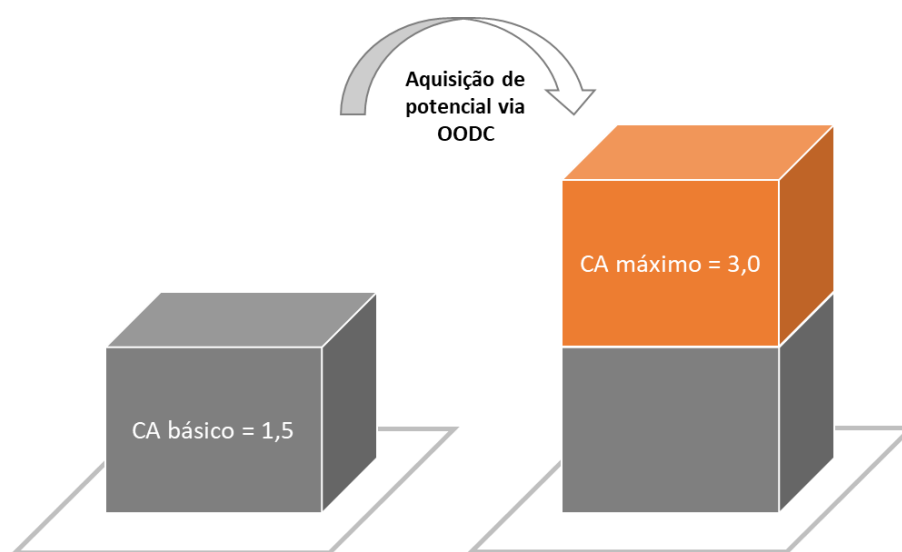 Aquisição de
potencial via
OODC
CA máximo = 3,0
CA básico = 1,5